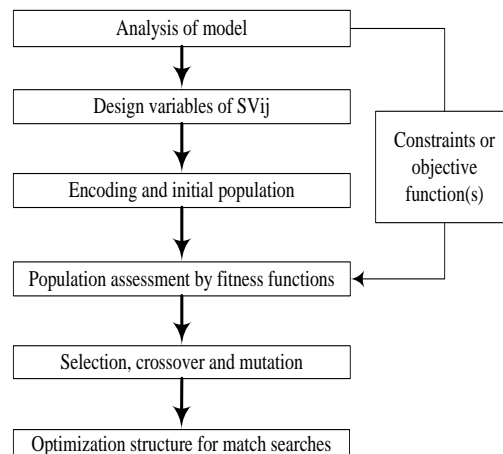 Analysis of model
Design variables of SVij
Constraints or
objective
function(s)
Encoding and initial population
Population assessment by fitness functions
Selection, crossover and mutation
Optimization structure for match searches